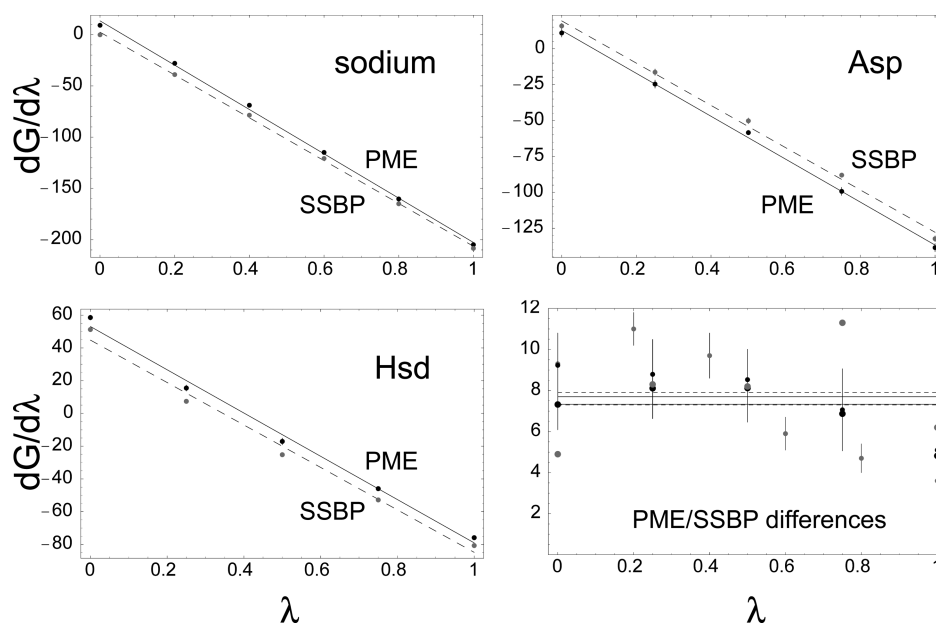 sodium
dG/dλ
0
−50
−100
−150
−200
PME
SSBP
0 0.2 0.4 0.6 0.8 1
Asp
0
−25
−50
−75
−100
−125
SSBP
PME
0 0.2 0.4 0.6 0.8 1
Hsd
dG/dλ
60
40
20
0
−20
−40
−60
−80
PME
SSBP
0 0.2 0.4 0.6 0.8 1
λ
12
10
8
6
4
2
PME/SSBP differences
0.2 0.4 0.6 0.8 1
λ